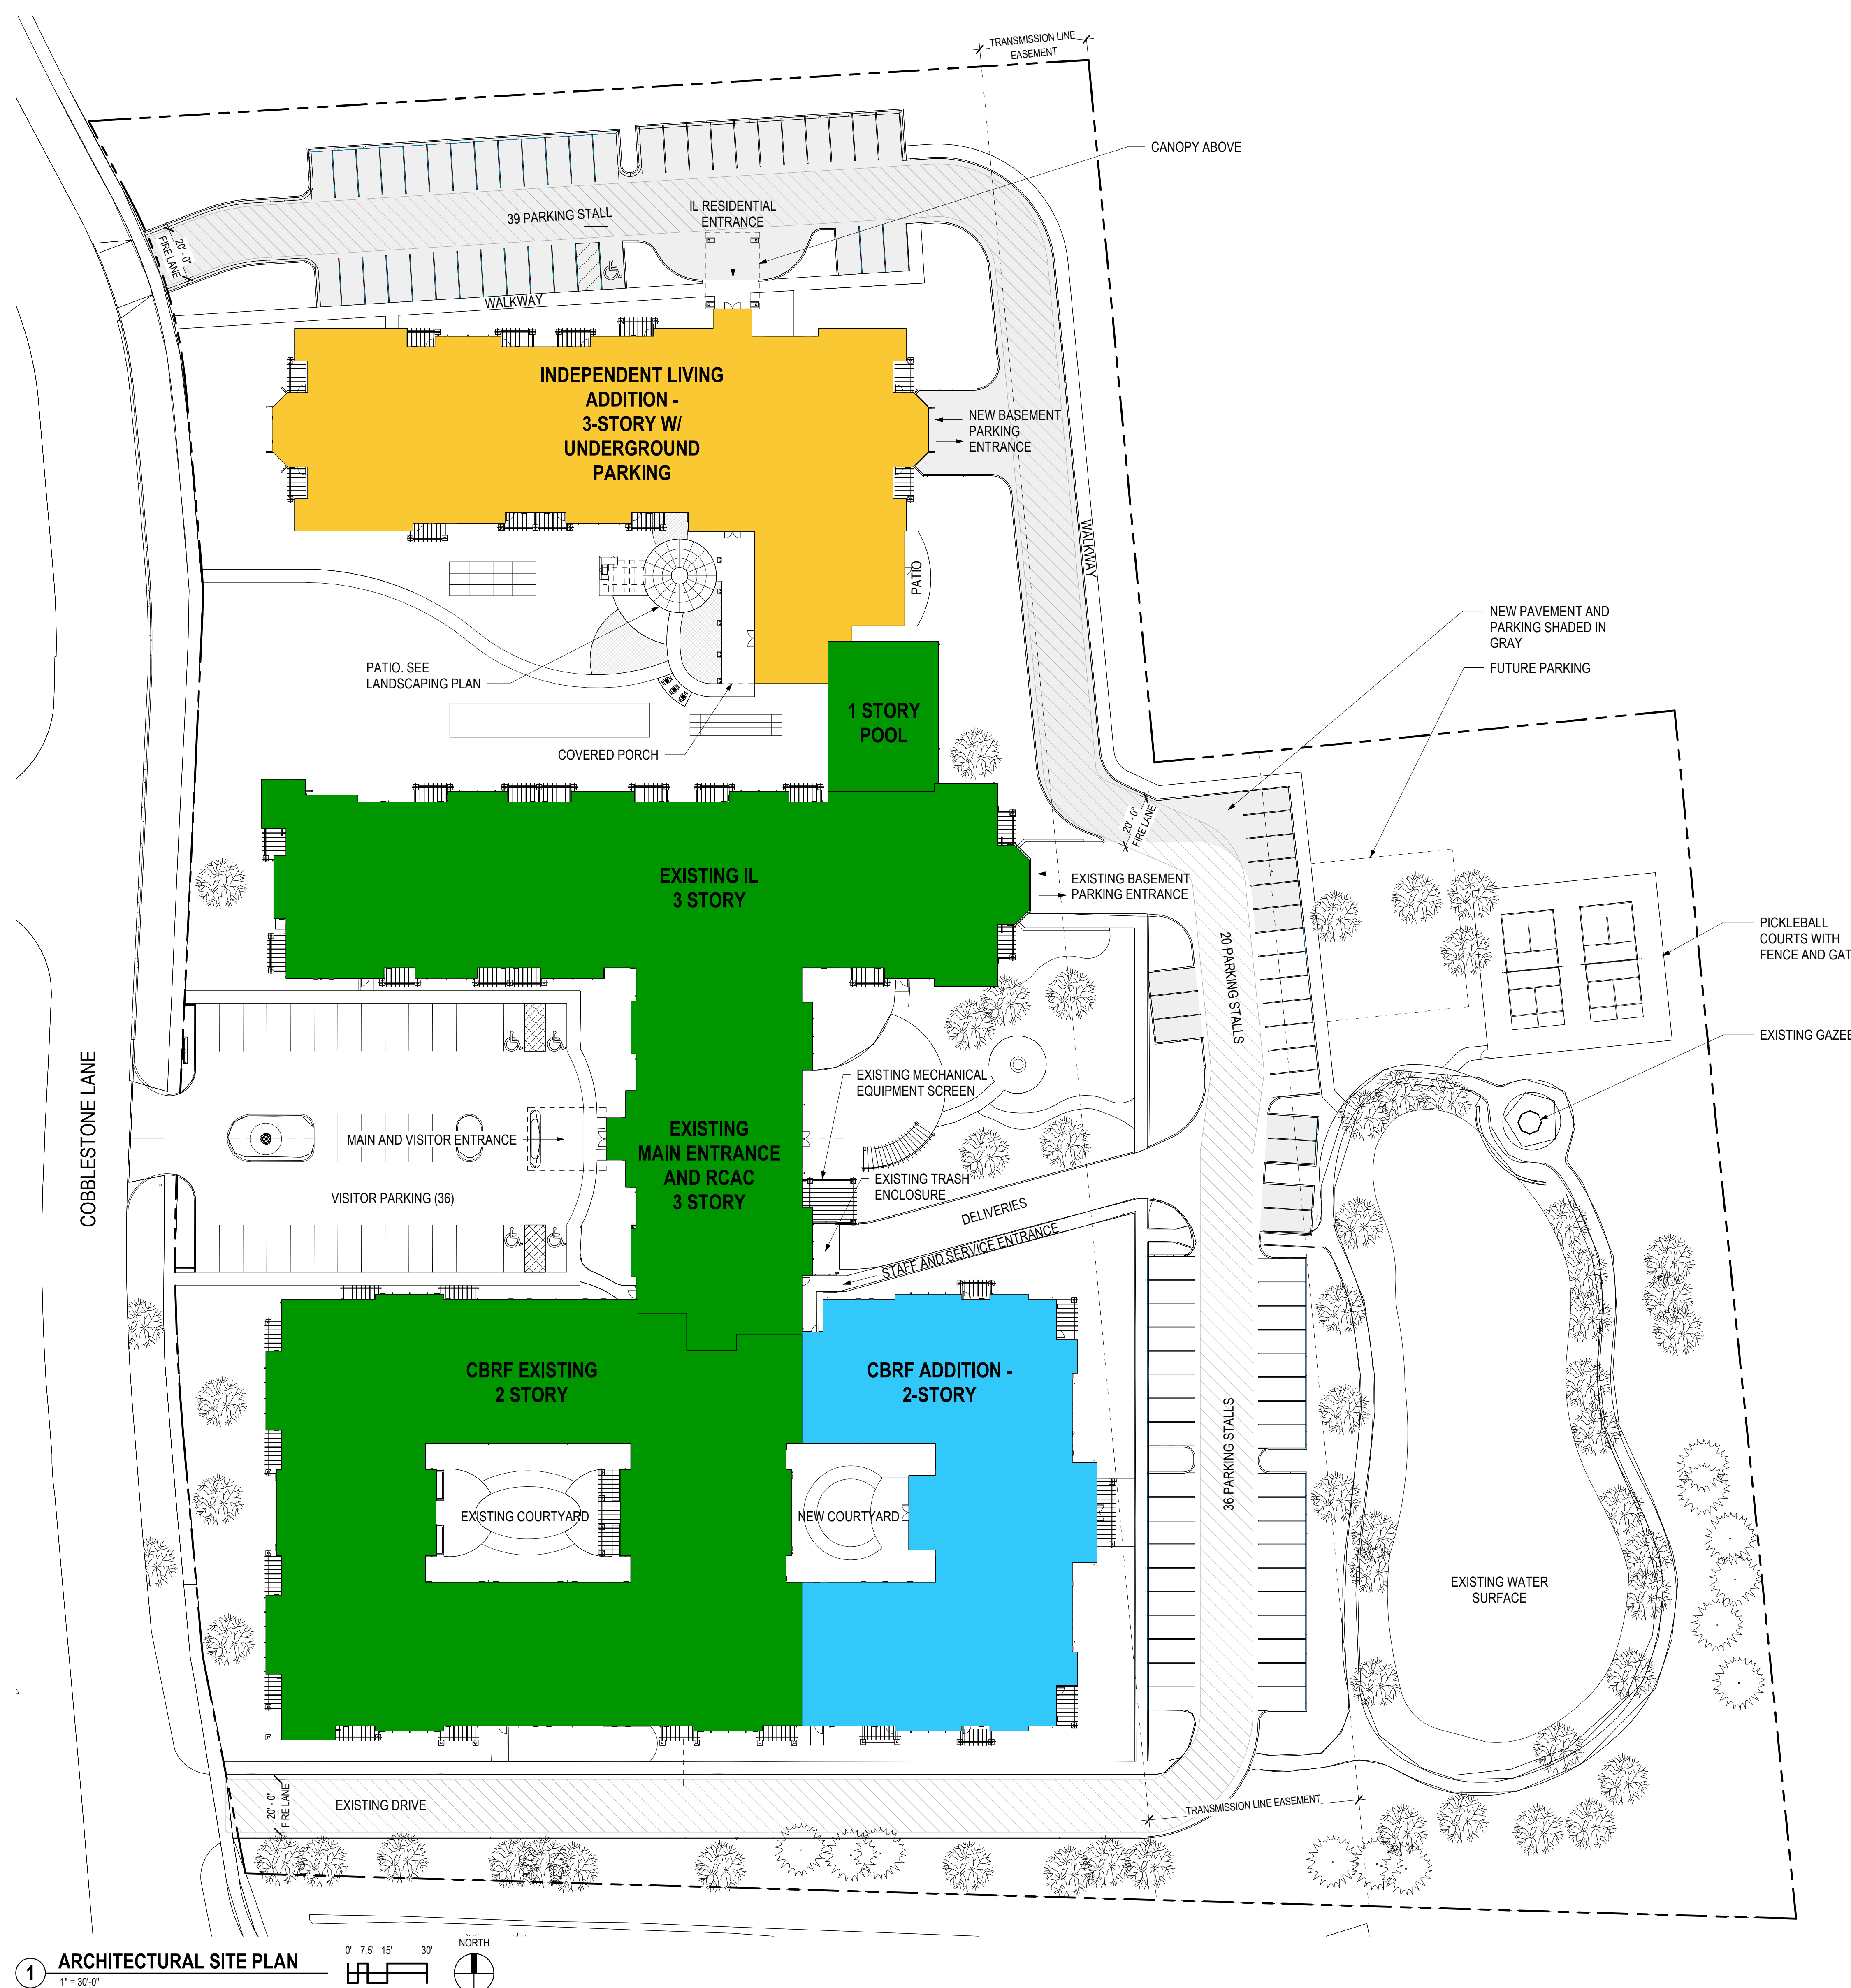 TRANSMISSION LINE
EASEMENT
CANOPY ABOVE
39 PARKING STALL
IL RESIDENTIAL
ENTRANCE
20' - 0"
FIRE LANE
WALKWAY
INDEPENDENT LIVING
ADDITION -
3-STORY W/
UNDERGROUND
PARKING
NEW BASEMENT
PARKING
ENTRANCE
WALKWAY
PATIO
NEW PAVEMENT AND
PARKING SHADED IN
GRAY
FUTURE PARKING
PATIO. SEE
LANDSCAPING PLAN
1 STORY
POOL
COVERED PORCH
20' - 0"
FIRE LANE
EXISTING IL
3 STORY
EXISTING BASEMENT
PARKING ENTRANCE
PICKLEBALL
COURTS WITH
FENCE AND GAT
20 PARKING STALLS
EXISTING GAZEB
COBBLESTONE LANE
EXISTING MECHANICAL
EQUIPMENT SCREEN
MAIN AND VISITOR ENTRANCE
EXISTING
MAIN ENTRANCE
AND RCAC
3 STORY
EXISTING TRASH
ENCLOSURE
VISITOR PARKING (36)
DELIVERIES
STAFF AND SERVICE ENTRANCE
CBRF EXISTING
2 STORY
CBRF ADDITION -
2-STORY
36 PARKING STALLS
EXISTING COURTYARD
NEW COURTYARD
EXISTING WATER
SURFACE
20' - 0"
FIRE LANE
EXISTING DRIVE
TRANSMISSION LINE EASEMENT
1
ARCHITECTURAL SITE PLAN
1" = 30'-0"
0' 7.5' 15' 30'
NORTH